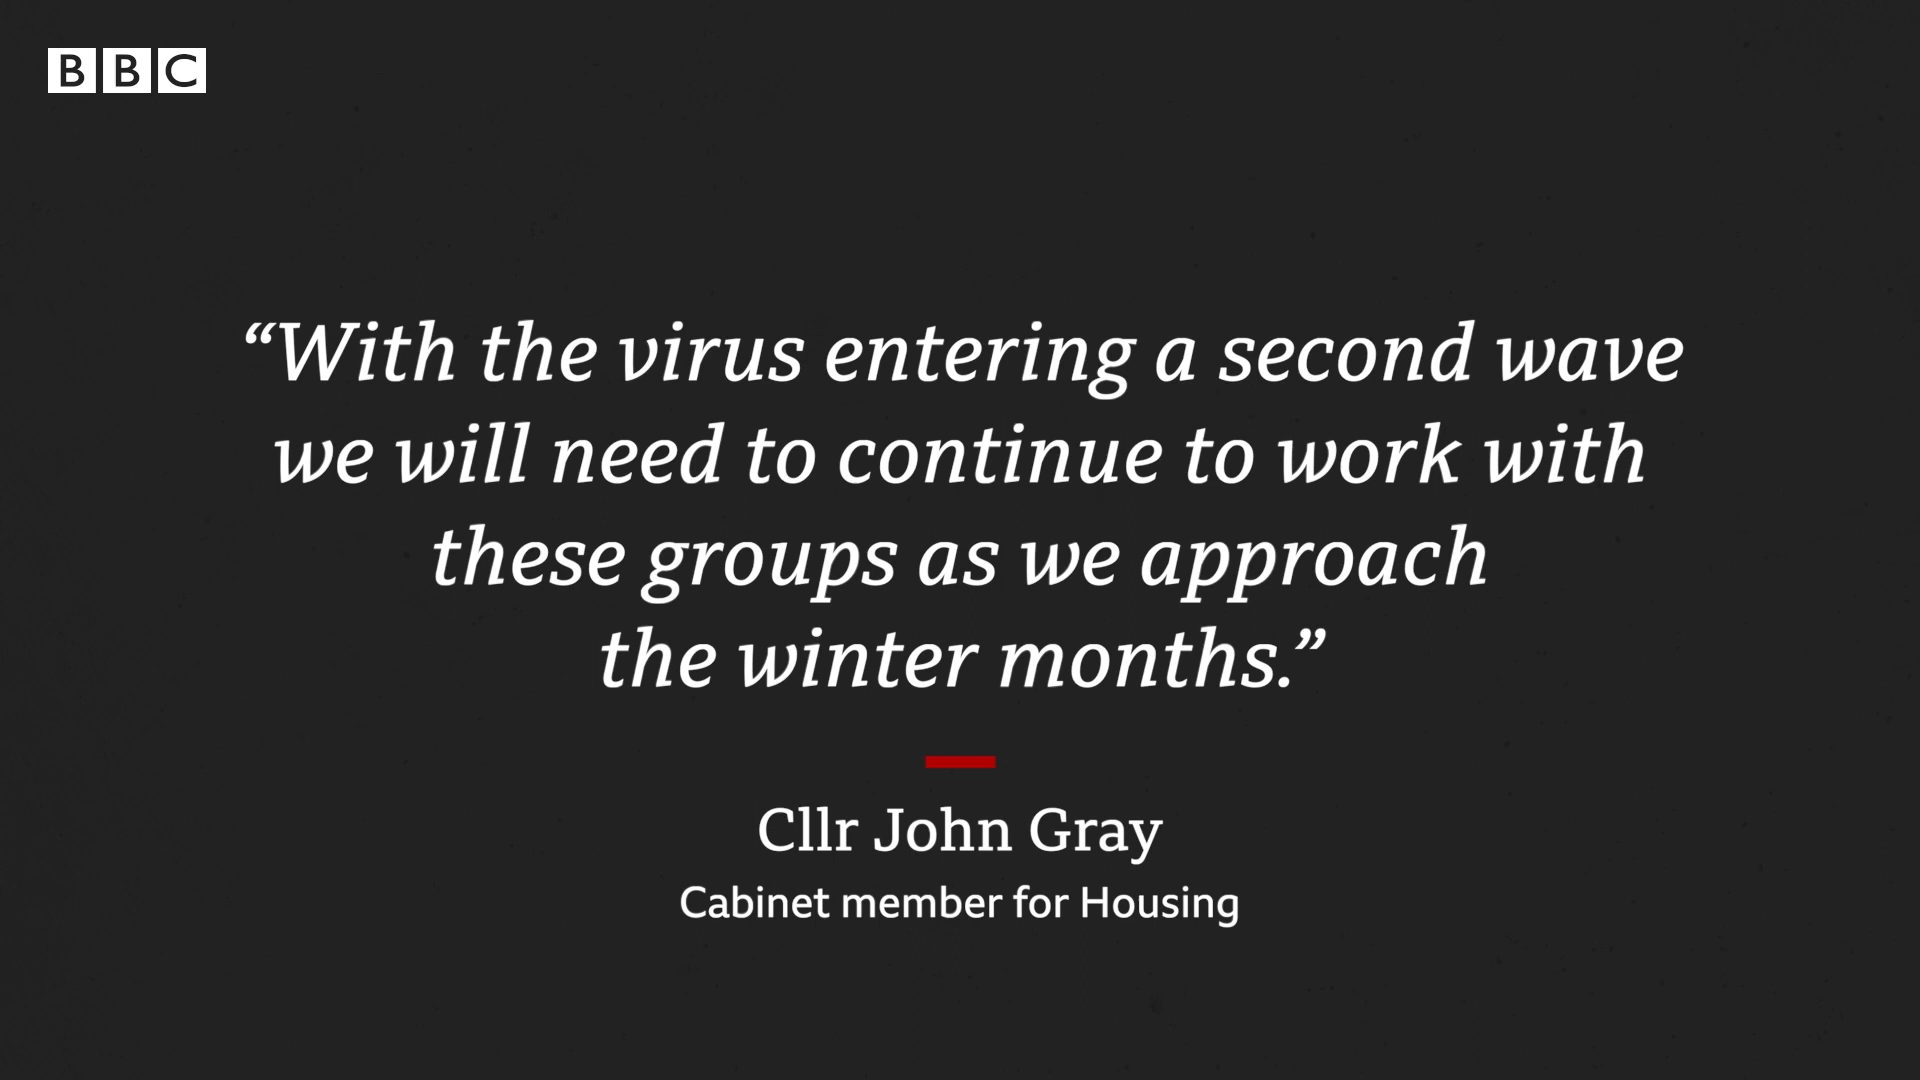 BBC
“With the virus entering a second wave
we will need to continue to work with
these groups as we approach
the winter months.”
Cllr John Gray
Cabinet member for Housing